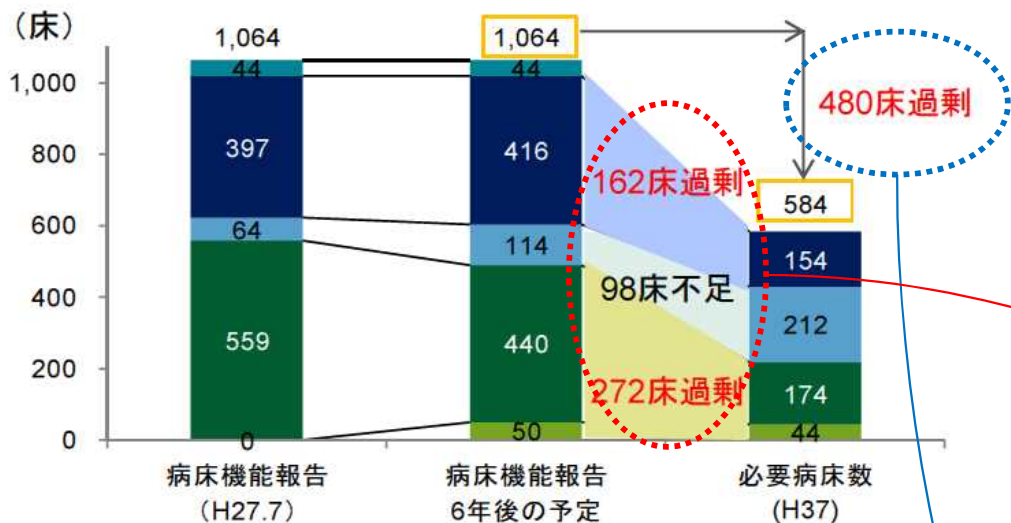 （床）
1,064
1,064
480床過剰
584
1,000
800
600
400
200
0
44
397
64
559
0
44
416
114
440
50
162床過剰
98床不足
272床過剰
154
212
174
44
病床機能報告
（H27.7）
病床機能報告
6年後の予定
必要病床数
(H37)